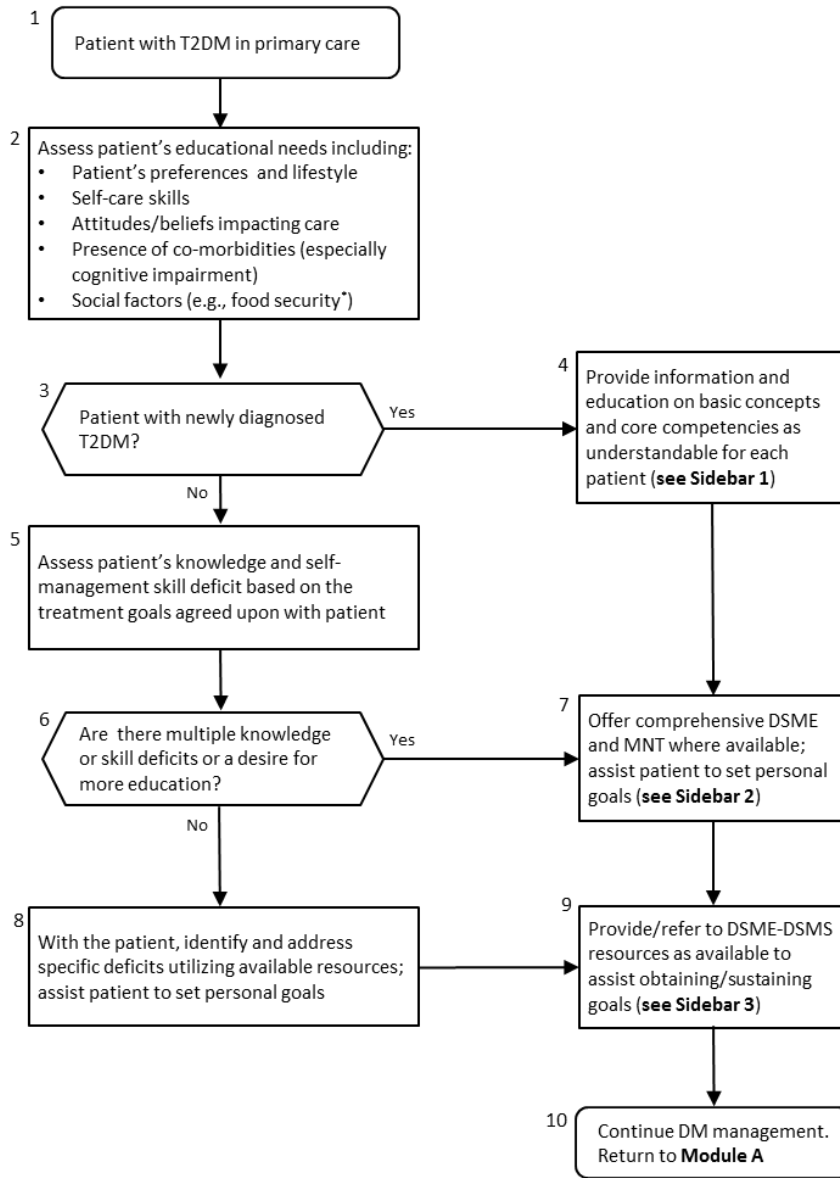 1
Patient with T2DM in primary care
2
Assess patient’s educational needs including:
• Patient’s preferences and lifestyle
• Self-care skills
• Attitudes/beliefs impacting care
• Presence of co-morbidities (especially
cognitive impairment)
• Social factors (e.g., food security*)
3
Patient with newly diagnosed
T2DM?
Yes
No
4
Provide information and
education on basic concepts
and core competencies as
understandable for each
patient (see Sidebar 1)
5
Assess patient’s knowledge and self-
management skill deficit based on the
treatment goals agreed upon with patient
6
Are there multiple knowledge
or skill deficits or a desire for
more education?
Yes
No
7
Offer comprehensive DSME
and MNT where available;
assist patient to set personal
goals (see Sidebar 2)
8
With the patient, identify and address
specific deficits utilizing available resources;
assist patient to set personal goals
9
Provide/refer to DSME-DSMS
resources as available to
assist obtaining/sustaining
goals (see Sidebar 3)
10
Continue DM management.
Return to Module A